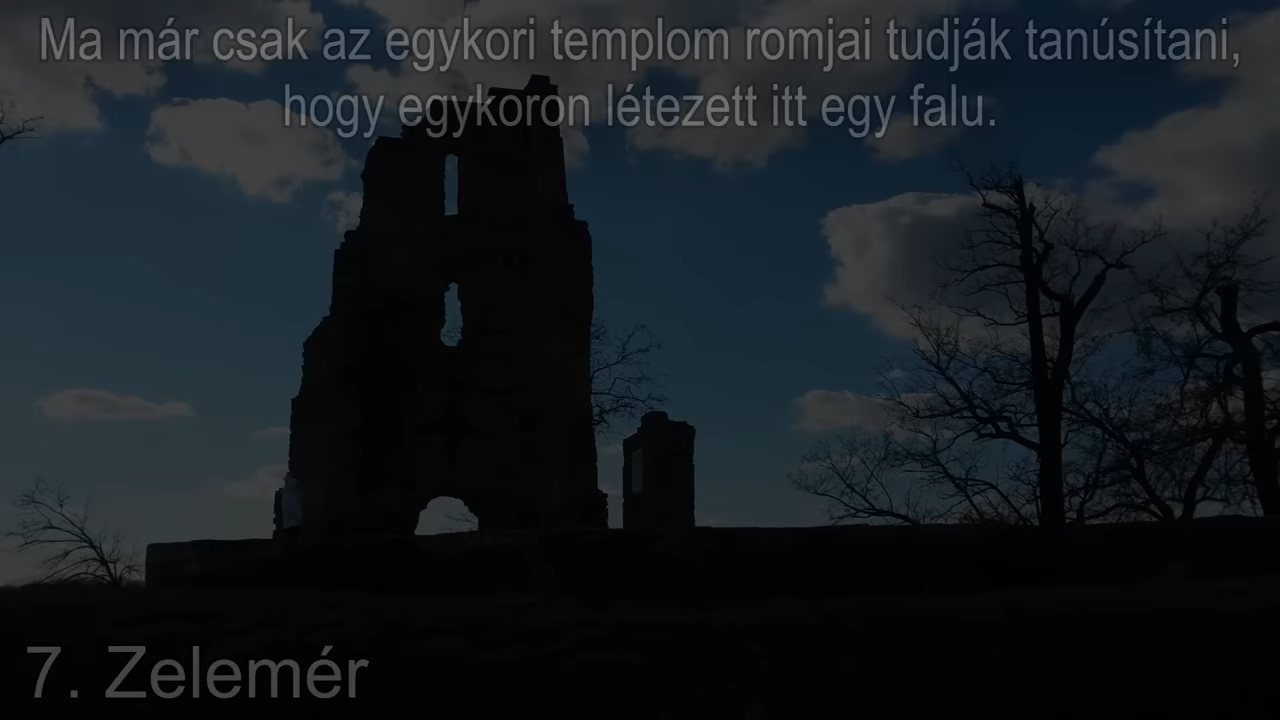 Ma már csak az egykori templom romjai tudják tanúsítani,
hogy egykoron létezett itt egy falu.
7. Zelemér